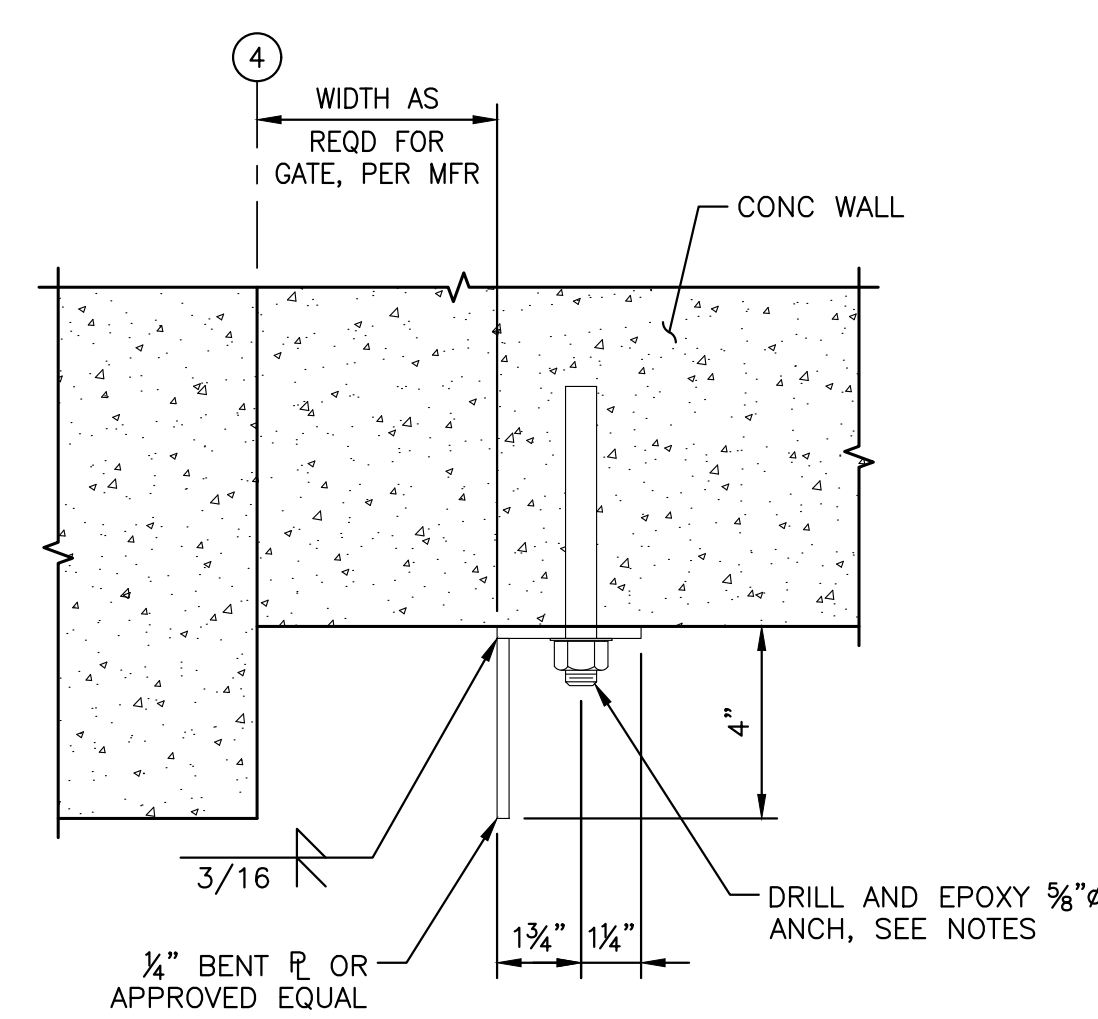 4
WIDTH AS
REQD FOR
GATE, PER MFR
CONC WALL
4"
3/16
DRILL AND EPOXY ⅝"ø
ANCH, SEE NOTES
1¾" 1¼"
¼" BENT ℄ OR
APPROVED EQUAL